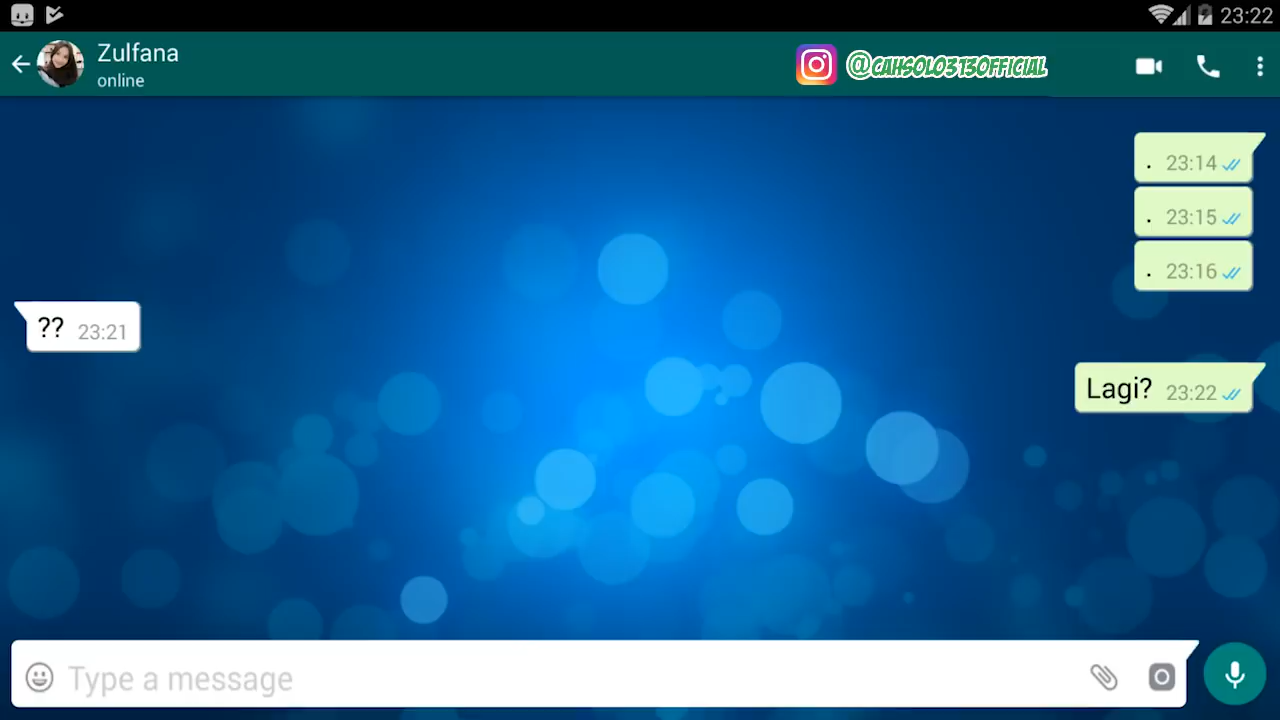 23:22
Zulfana
online
@CAHSOLO313OFFICIAL
. 23:14
. 23:15
. 23:16
?? 23:21
Lagi? 23:22
Type a message